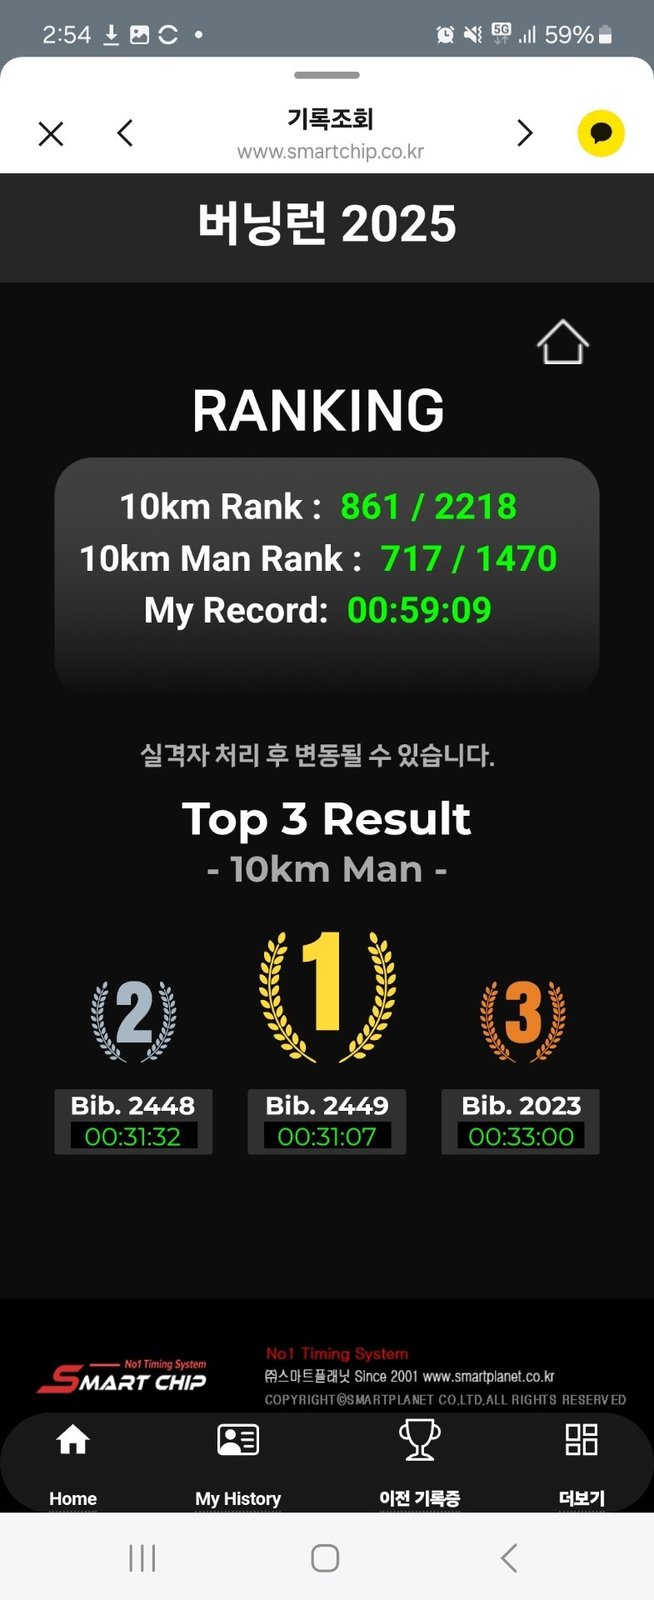 2:54
5G
59%
기록조회
www.smartchip.co.kr
버닝런 2025
RANKING
10km Rank : 861 / 2218
10km Man Rank : 717 / 1470
My Record: 00:59:09
실격자 처리 후 변동될 수 있습니다.
Top 3 Result
- 10km Man -
2 1 3
Bib. 2448 Bib. 2449 Bib. 2023
00:31:32 00:31:07 00:33:00
No1 Timing System
SMART CHIP
No1 Timing System
㈜스마트플래닛 Since 2001 www.smartplanet.co.kr
COPYRIGHT©SMARTPLANET CO,LTD.ALL RIGHTS RESERVED
Home My History 이전 기록증 더보기